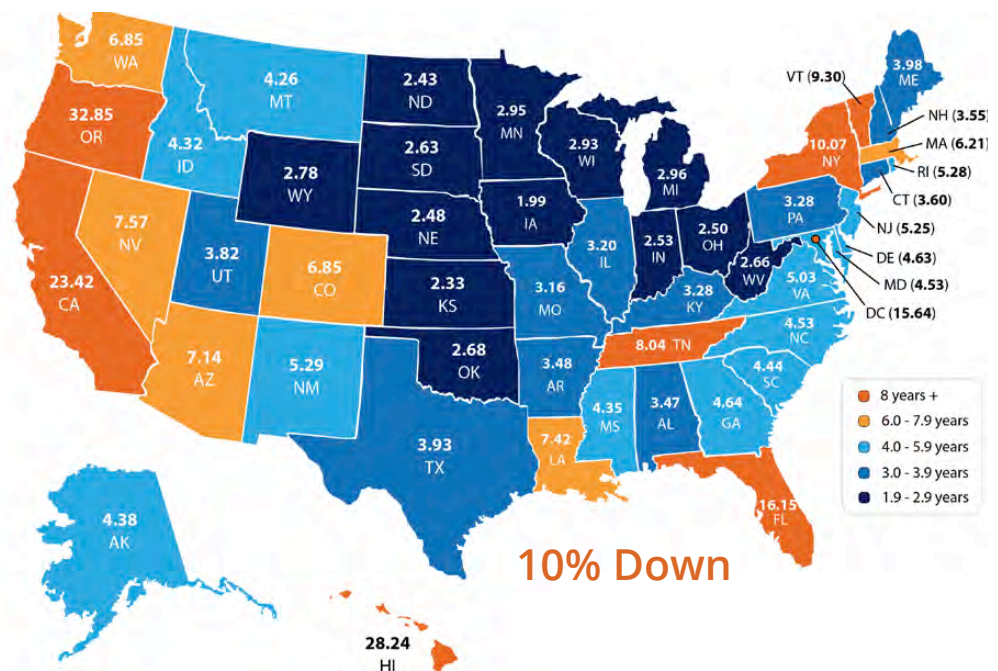 6.85
WA
32.85
OR
4.32
ID
4.26
MT
2.43
ND
2.95
MN
2.63
SD
2.78
WY
2.93
WI
2.96
MI
2.48
NE
1.99
IA
7.57
NV
3.82
UT
6.85
CO
2.33
KS
3.16
MO
3.20
IL
2.53
IN
2.50
OH
2.66
WV
3.28
PA
10.07
NY
3.98
ME
VT (9.30)
NH (3.55)
MA (6.21)
RI (5.28)
CT (3.60)
NJ (5.25)
DE (4.63)
MD (4.53)
DC (15.64)
23.42
CA
7.14
AZ
5.29
NM
2.68
OK
3.48
AR
3.28
KY
5.03
VA
4.53
NC
8.04 TN
4.44
SC
4.35
MS
3.47
AL
4.64
GA
3.93
TX
7.42
LA
16.15
FL
8 years +
6.0 - 7.9 years
4.0 - 5.9 years
3.0 - 3.9 years
1.9 - 2.9 years
4.38
AK
10% Down
28.24
HI